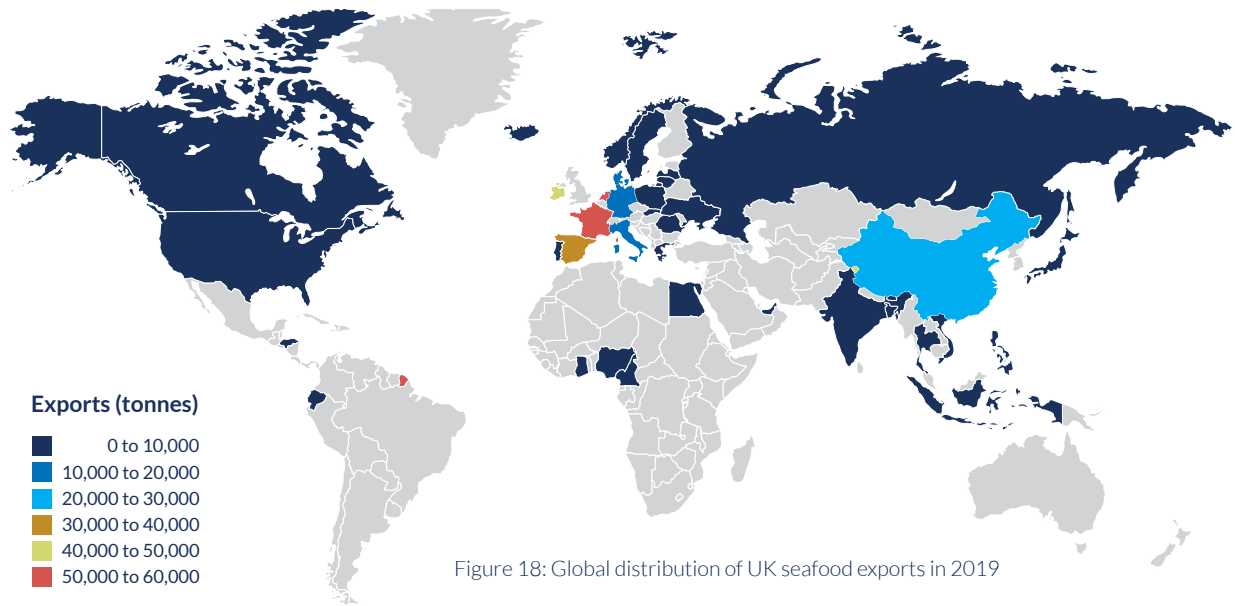 Exports (tonnes)
0 to 10,000
10,000 to 20,000
20,000 to 30,000
30,000 to 40,000
40,000 to 50,000
50,000 to 60,000
Figure 18: Global distribution of UK seafood exports in 2019